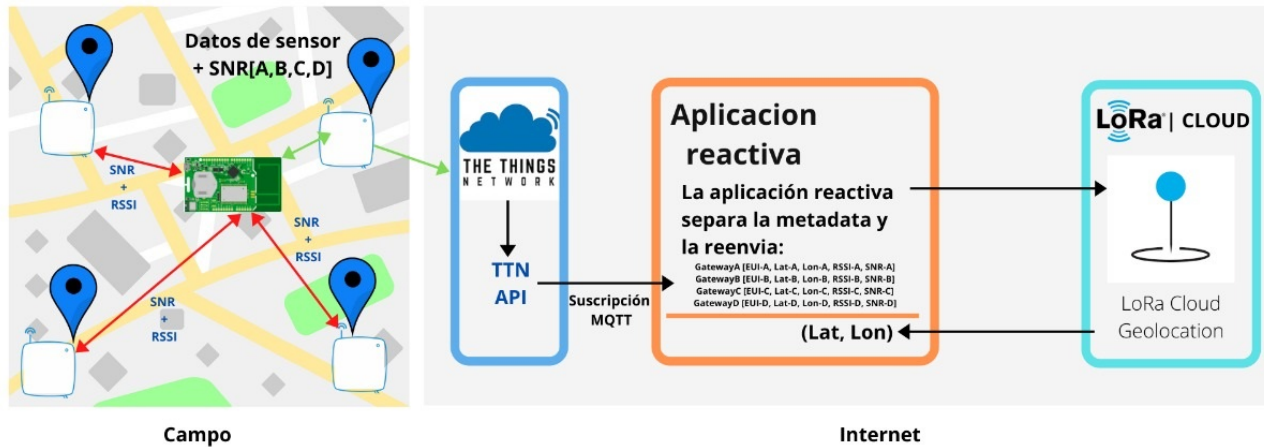 Datos de sensor
+ SNR[A,B,C,D]
SNR
+
RSSI
SNR
+
RSSI
SNR
+
RSSI
Campo
THE THINGS
NETWORK
TTN
API
Suscripción
MQTT
Aplicacion
reactiva
La aplicación reactiva
separa la metadata y
la reenvia:
GatewayA [EUI-A, Lat-A, Lon-A, RSSI-A, SNR-A]
GatewayB [EUI-B, Lat-B, Lon-B, RSSI-B, SNR-B]
GatewayC [EUI-C, Lat-C, Lon-C, RSSI-C, SNR-C]
GatewayD [EUI-D, Lat-D, Lon-D, RSSI-D, SNR-D]
(Lat, Lon)
LoRa® | CLOUD
LoRa Cloud
Geolocation
Internet